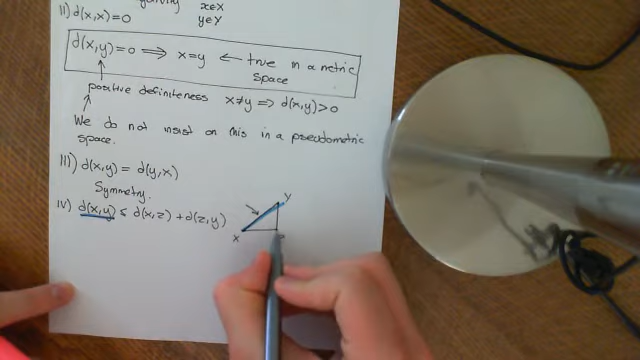 x∈X
II) d(x,x)=0 y∈Y
d(x,y)=0 ⟹ x=y ← true in a metric
space
positive definiteness x≠y ⟹ d(x,y)>0
We do not insist on this in a pseudometric
space.
III) d(x,y) = d(y,x)
Symmetry.
IV) d(x,y) ≤ d(x,z) + d(z,y)
y
x